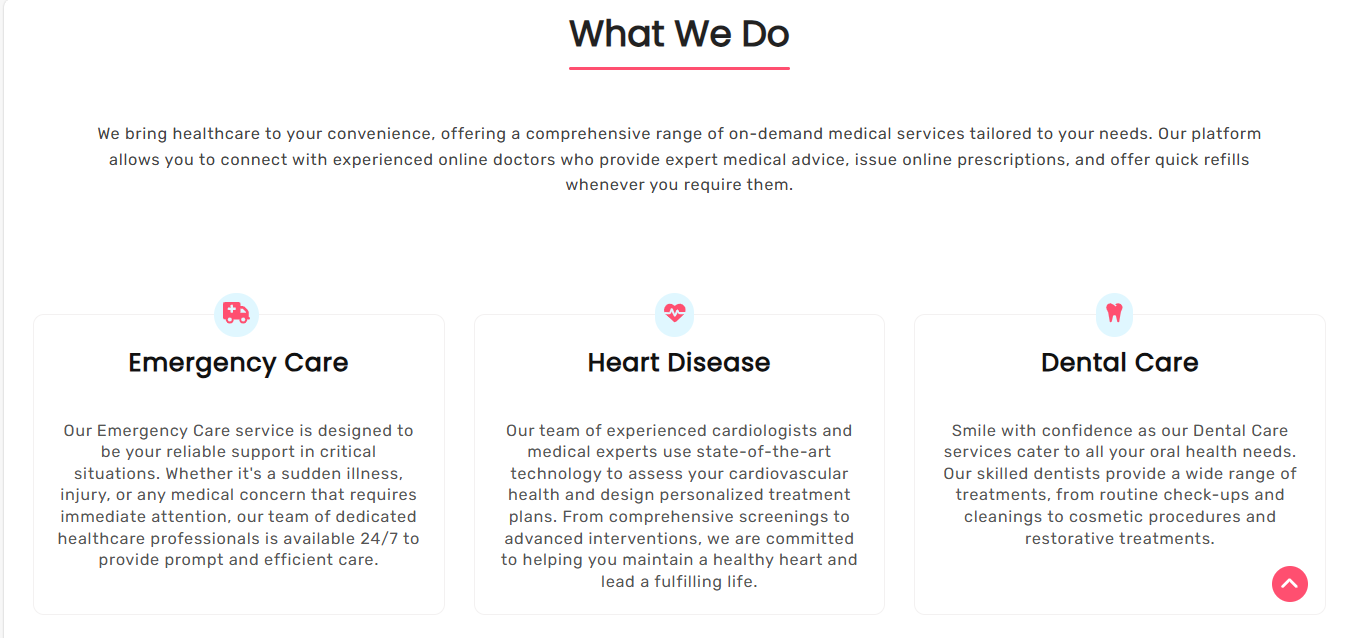 What We Do
We bring healthcare to your convenience, offering a comprehensive range of on-demand medical services tailored to your needs. Our platform
allows you to connect with experienced online doctors who provide expert medical advice, issue online prescriptions, and offer quick refills
whenever you require them.
Emergency Care
Our Emergency Care service is designed to
be your reliable support in critical
situations. Whether it's a sudden illness,
injury, or any medical concern that requires
immediate attention, our team of dedicated
healthcare professionals is available 24/7 to
provide prompt and efficient care.
Heart Disease
Our team of experienced cardiologists and
medical experts use state-of-the-art
technology to assess your cardiovascular
health and design personalized treatment
plans. From comprehensive screenings to
advanced interventions, we are committed
to helping you maintain a healthy heart and
lead a fulfilling life.
Dental Care
Smile with confidence as our Dental Care
services cater to all your oral health needs.
Our skilled dentists provide a wide range of
treatments, from routine check-ups and
cleanings to cosmetic procedures and
restorative treatments.